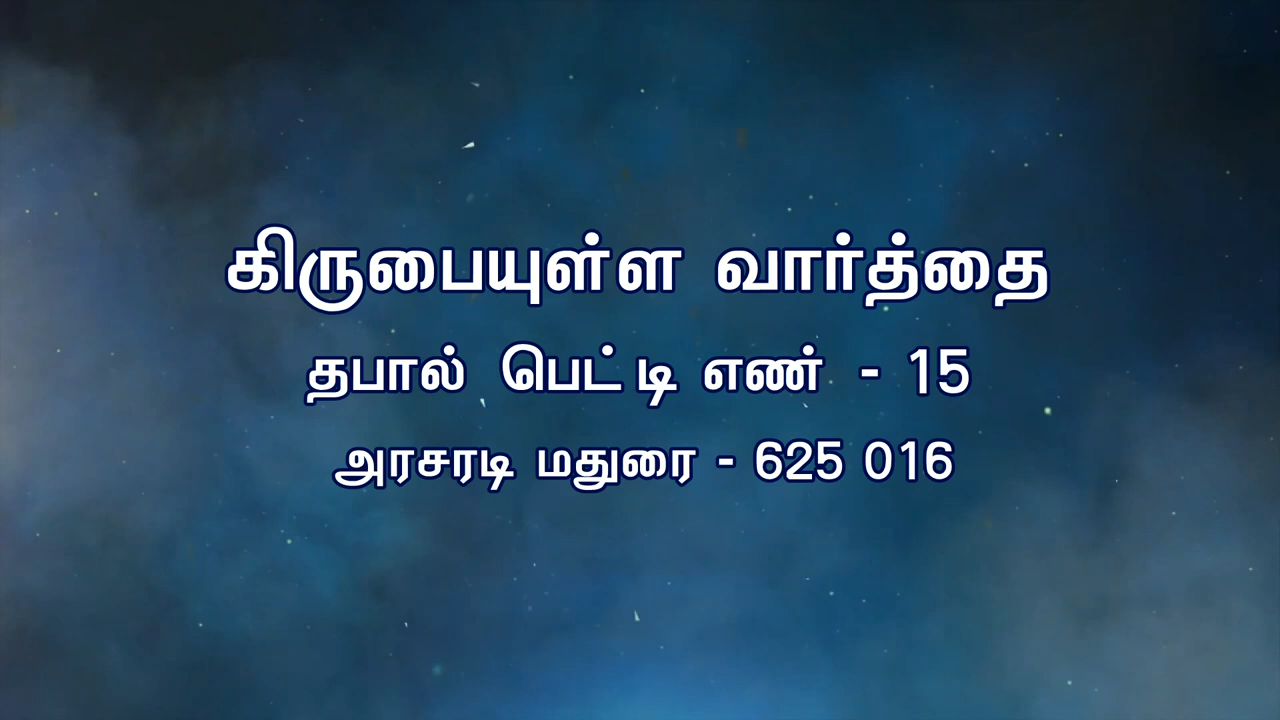 கிருபையுள்ள வார்த்தை
தபால் பெட்டி எண் - 15
அரசரடி மதுரை - 625 016